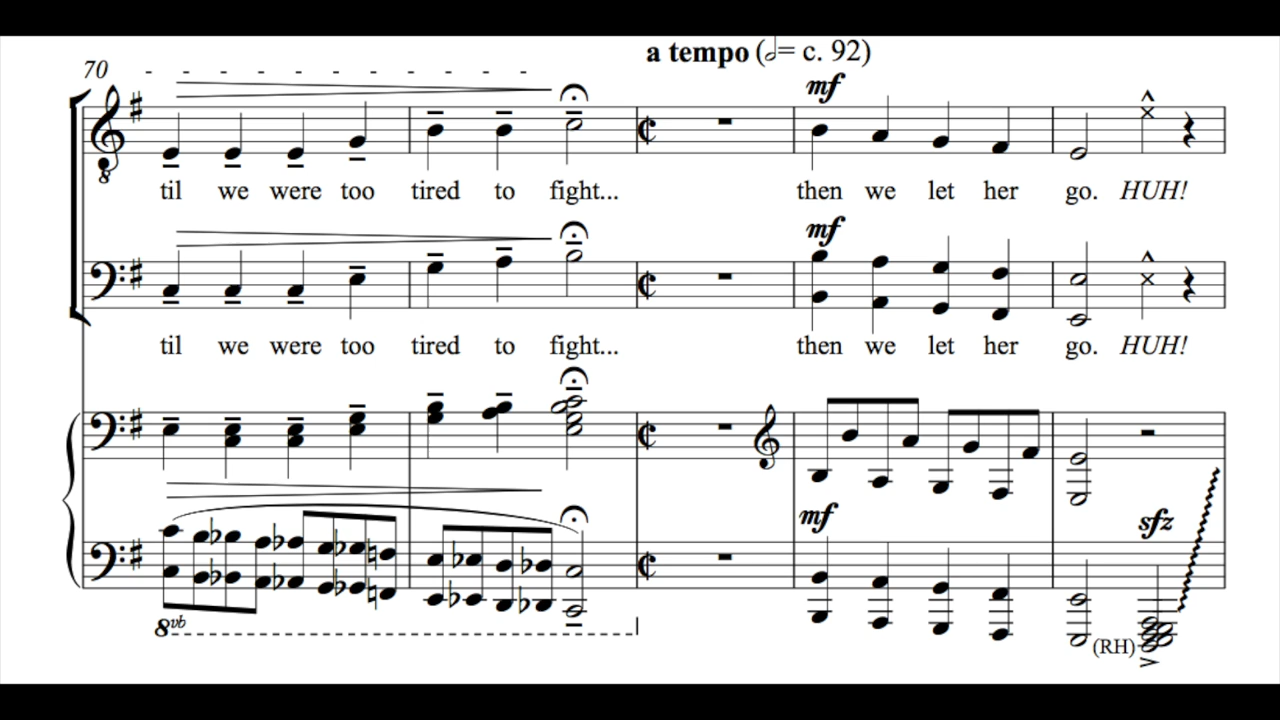 a tempo (𝅗𝅥= c. 92)
70 - - - - - - - - - - -
mf
8
til we were too tired to fight... then we let her go. HUH!
mf
til we were too tired to fight... then we let her go. HUH!
mf sfz
8vb
(RH)